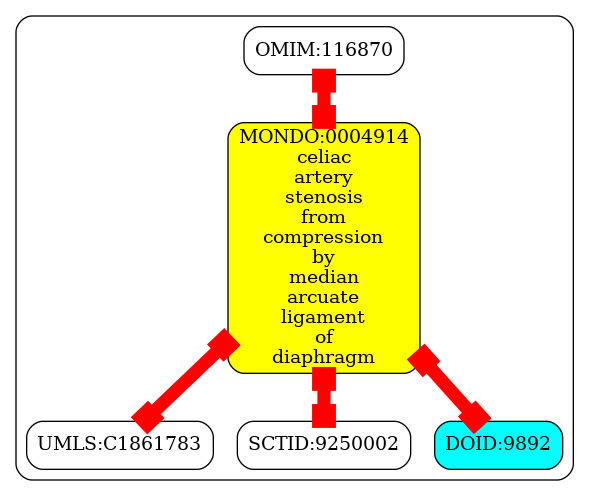 OMIM:116870
MONDO:0004914
celiac
artery
stenosis
from
compression
by
median
arcuate
ligament
of
diaphragm
UMLS:C1861783
SCTID:9250002
DOID:9892